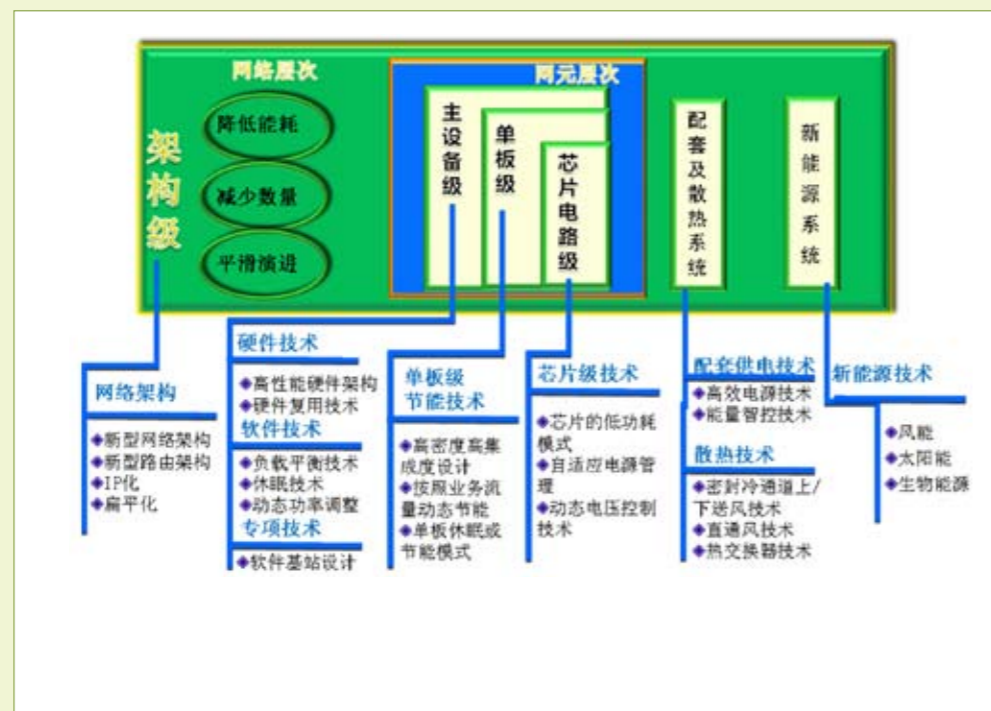 网络层次
网元层次
架构级
降低能耗
减少数量
平滑演进
主设备级
单板级
芯片电路级
配套及散热系统
新能源系统
网络架构
◆新型网络架构
◆新型路由架构
◆IP化
◆扁平化
硬件技术
◆高性能硬件架构
◆硬件复用技术
软件技术
◆负载平衡技术
◆休眠技术
◆动态功率调整
专项技术
◆软件基站设计
单板级
节能技术
◆高密度高集
成度设计
◆按照业务流
量动态节能
◆单板休眠或
节能模式
芯片级技术
◆芯片的低功耗
模式
◆自适应电源管
理
◆动态电压控制
技术
配套供电技术
◆高效电源技术
◆能量智控技术
散热技术
◆密封冷通道上/
下送风技术
◆直通风技术
◆热交换器技术
新能源技术
◆风能
◆太阳能
◆生物能源